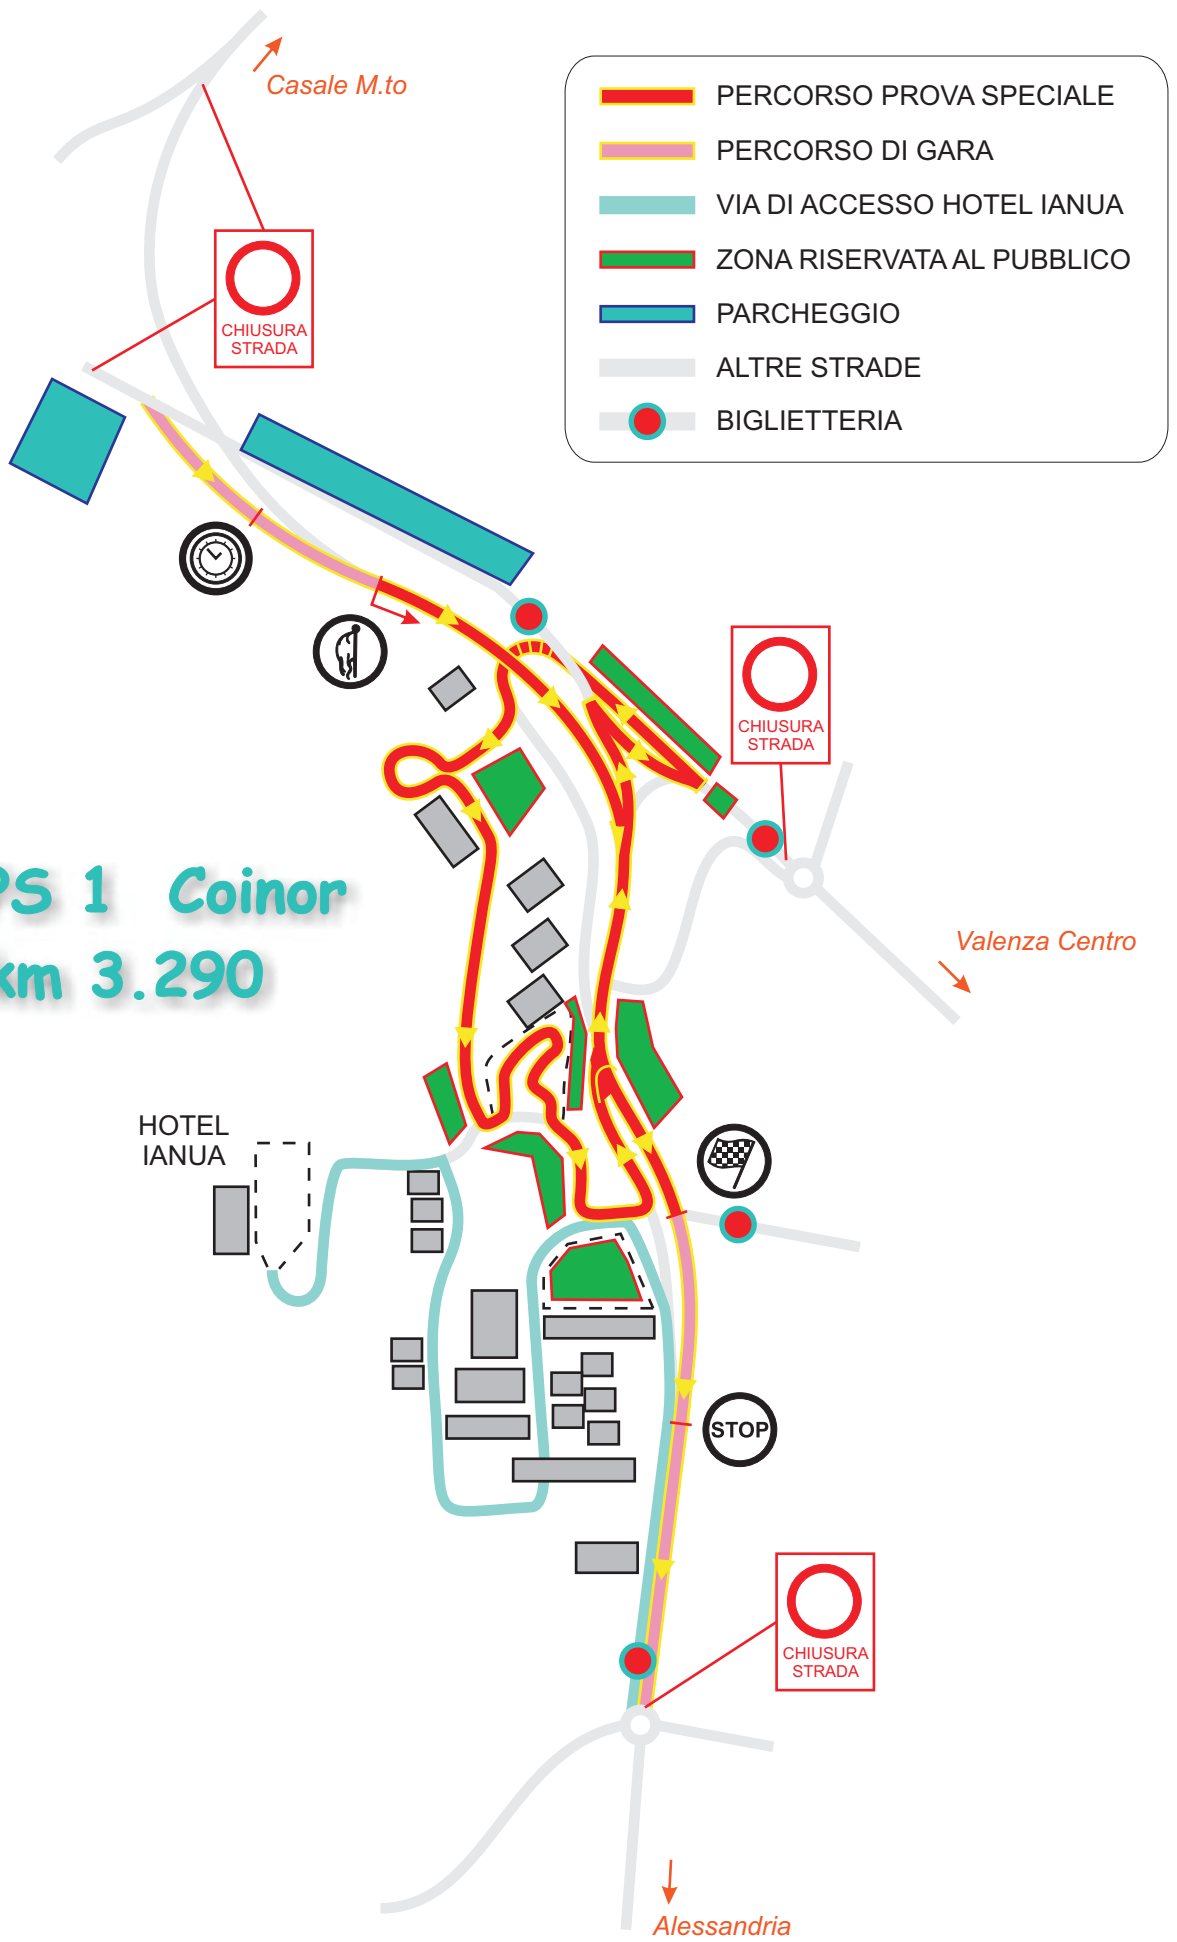 Casale M.to
PERCORSO PROVA SPECIALE
PERCORSO DI GARA
VIA DI ACCESSO HOTEL IANUA
ZONA RISERVATA AL PUBBLICO
PARCHEGGIO
ALTRE STRADE
BIGLIETTERIA
CHIUSURA
STRADA
CHIUSURA
STRADA
PS 1 Coinor
km 3.290
Valenza Centro
HOTEL
IANUA
STOP
CHIUSURA
STRADA
Alessandria